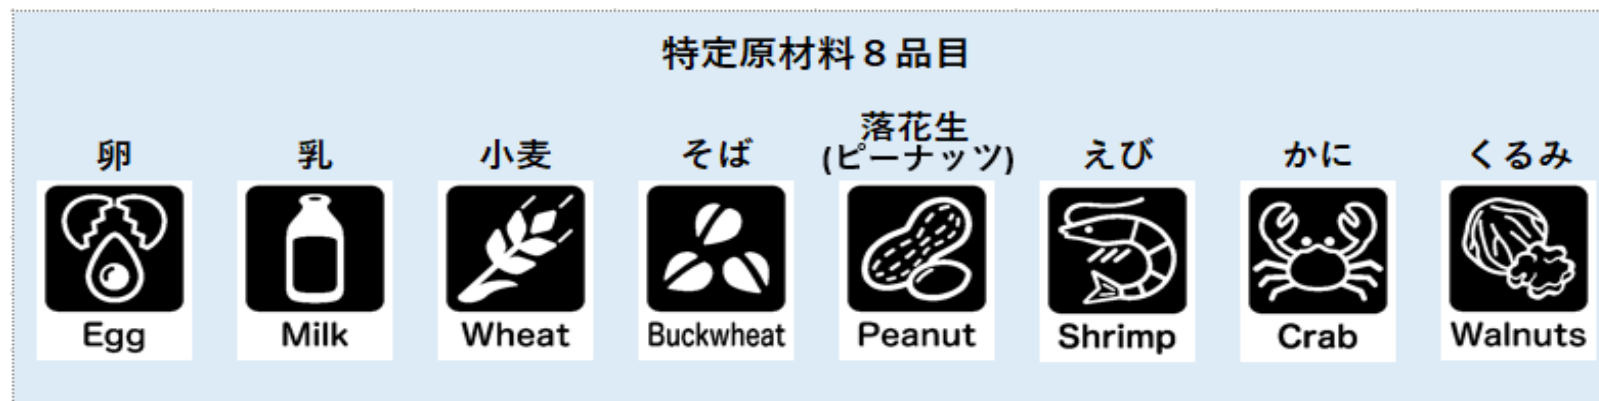 特定原材料８品目
卵
乳
小麦
そば
落花生
(ピーナッツ)
えび
かに
くるみ
Egg
Milk
Wheat
Buckwheat
Peanut
Shrimp
Crab
Walnuts